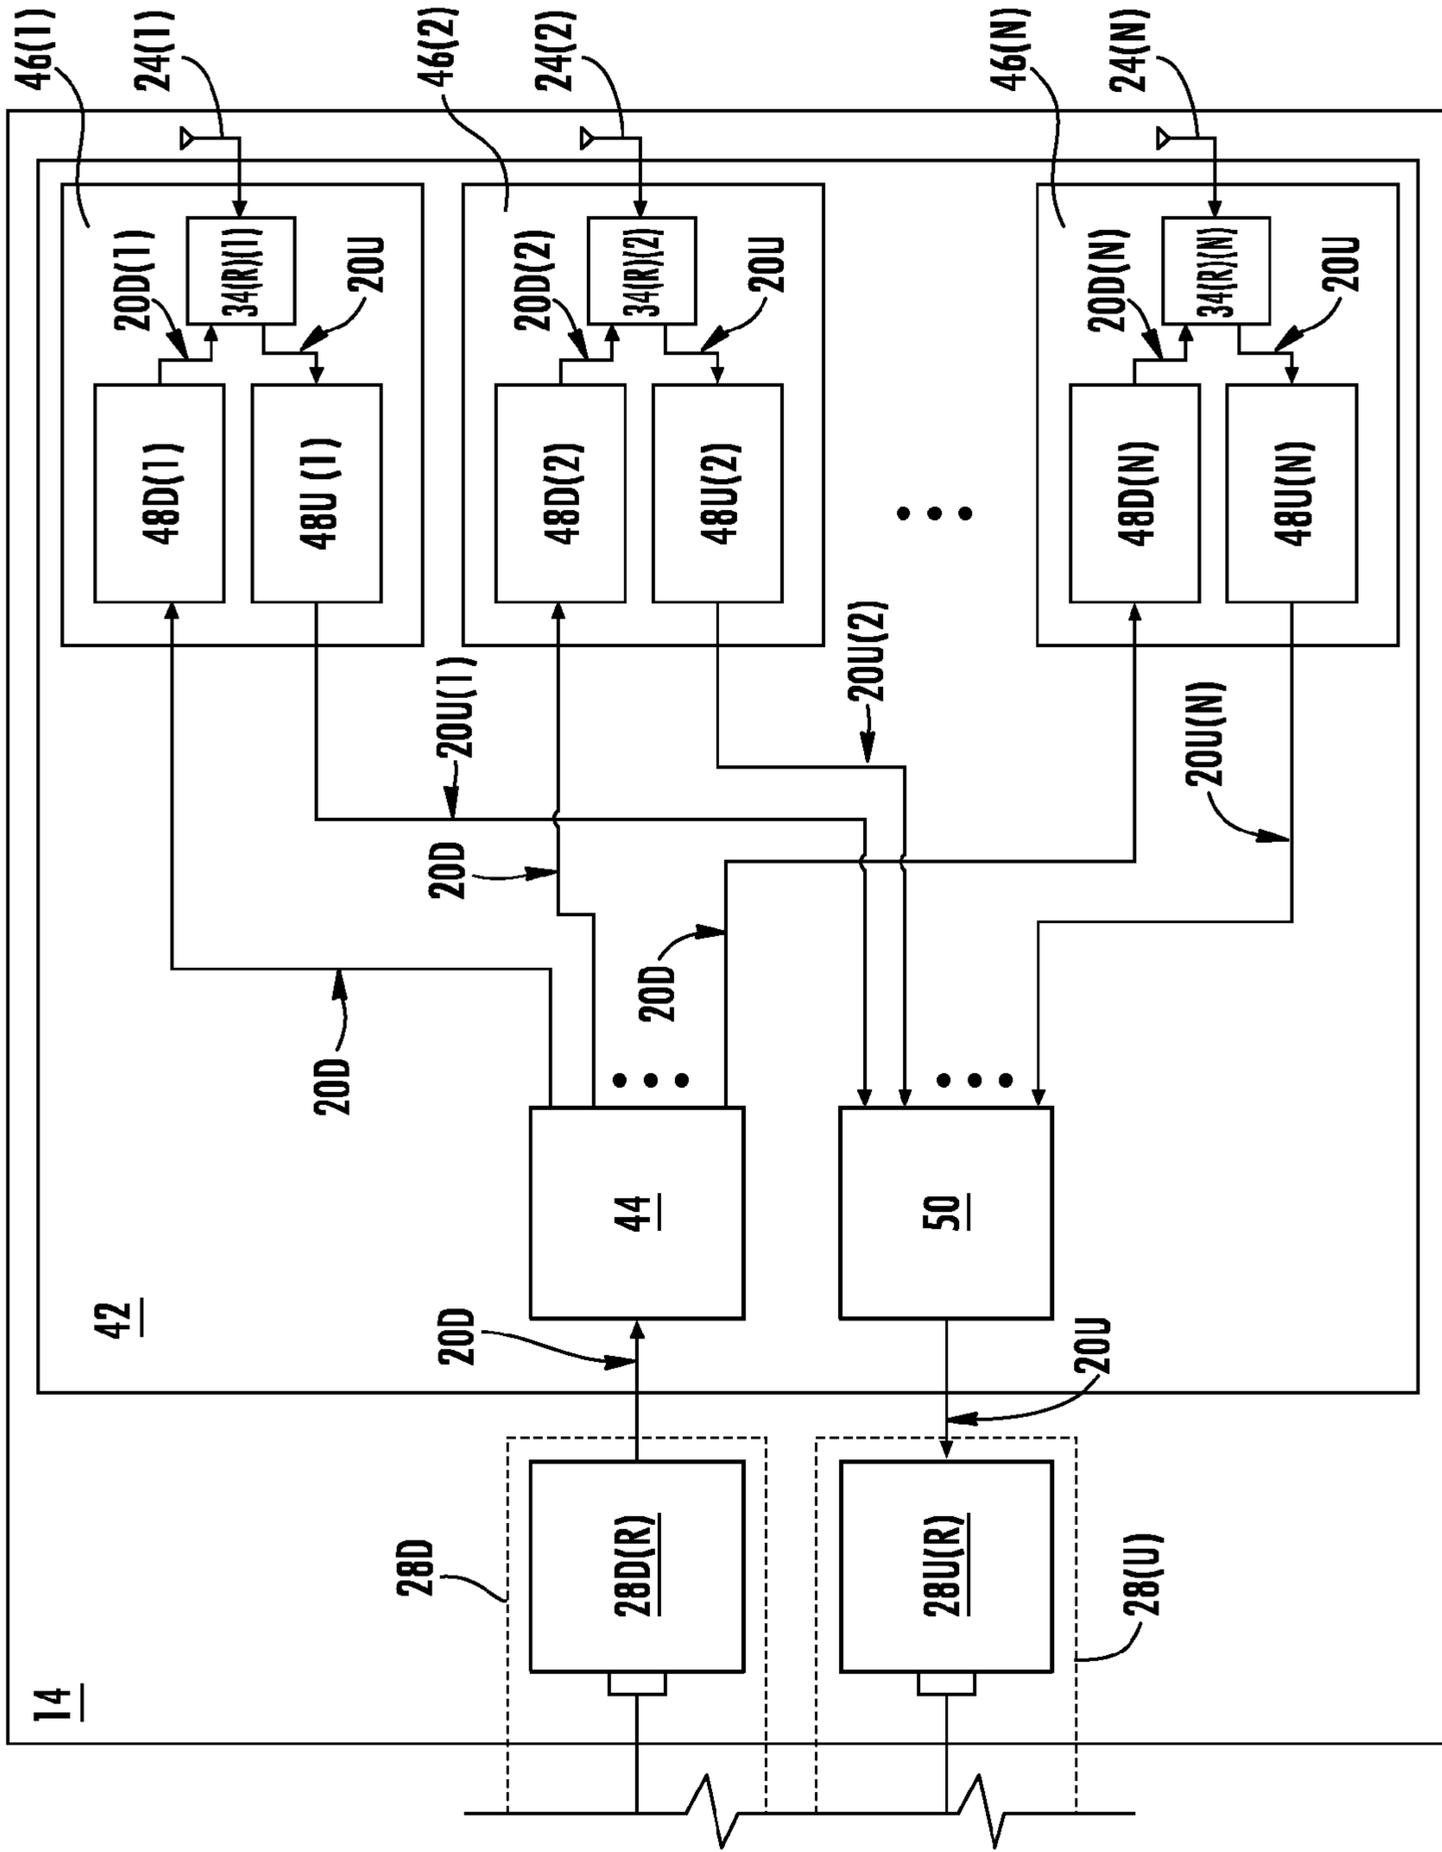 46(1)
24(1)
46(2)
24(2)
46(N)
24(N)
20D(1)
34(R)(1)
20U
20D(2)
34(R)(2)
20U
20D(N)
34(R)(N)
20U
48D(1)
48U (1)
48D(2)
48U(2)
48D(N)
48U(N)
20U(1)
20U(2)
20U(N)
20D
20D
20D
44
50
42
20D
20U
28D
28D(R)
28U(R)
28(U)
14